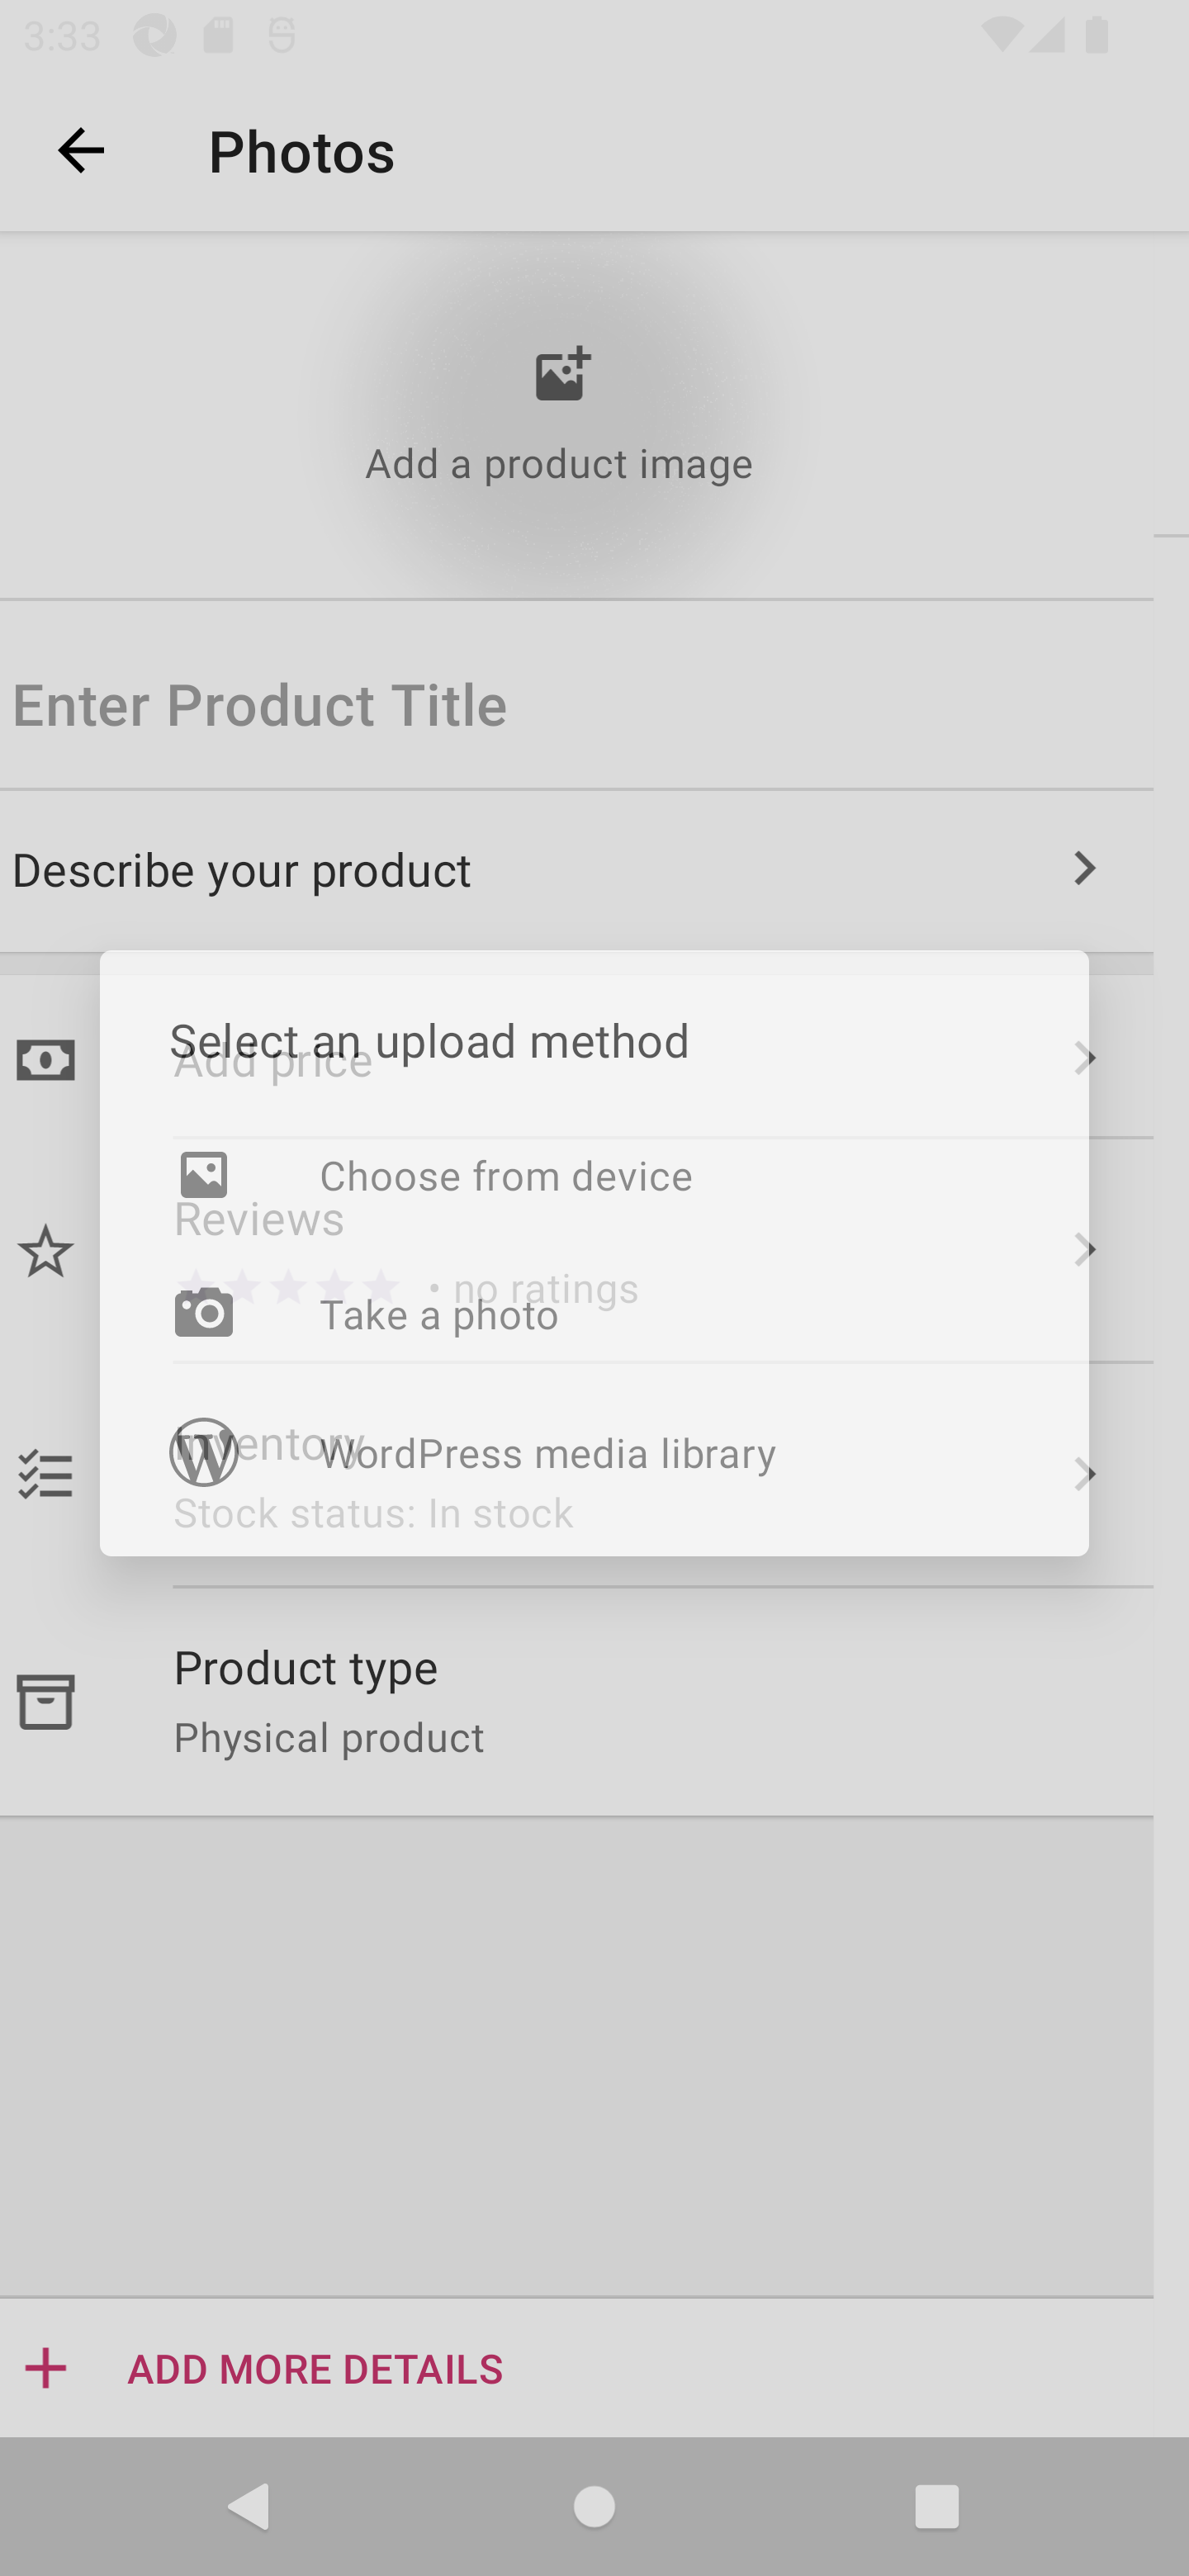 3:33
Photos
Add a product image
Enter Product Title
Describe your product
Select an upload method
Add price
Choose from device
Reviews
• no ratings
Take a photo
Inventory
WordPress media library
Stock status: In stock
Product type
Physical product
ADD MORE DETAILS